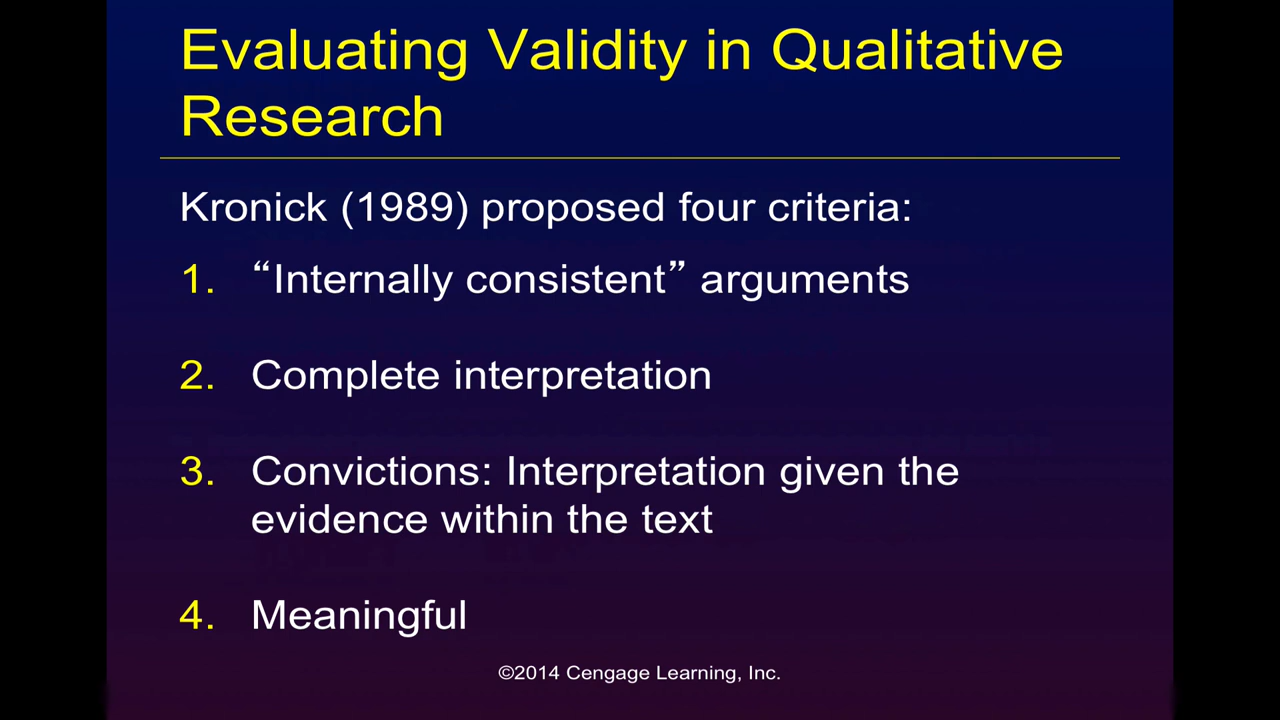 Evaluating Validity in Qualitative
Research
Kronick (1989) proposed four criteria:
1. “Internally consistent” arguments
2. Complete interpretation
3. Convictions: Interpretation given the
evidence within the text
4. Meaningful
©2014 Cengage Learning, Inc.